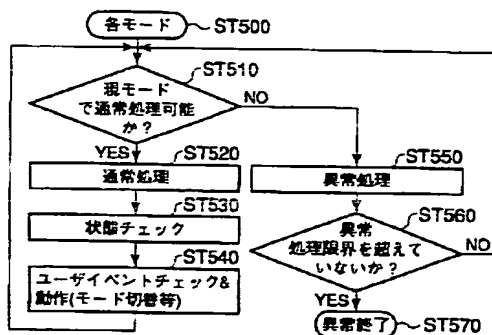 各モード
ST500
ST510
現モード
で通常処理可能
か？
NO
YES
ST520
通常処理
ST530
状態チェック
ST540
ユーザイベントチェック&
動作(モード切替等)
ST550
異常処理
ST560
異常
処理限界を超えて
いないか？
NO
YES
異常終了
ST570